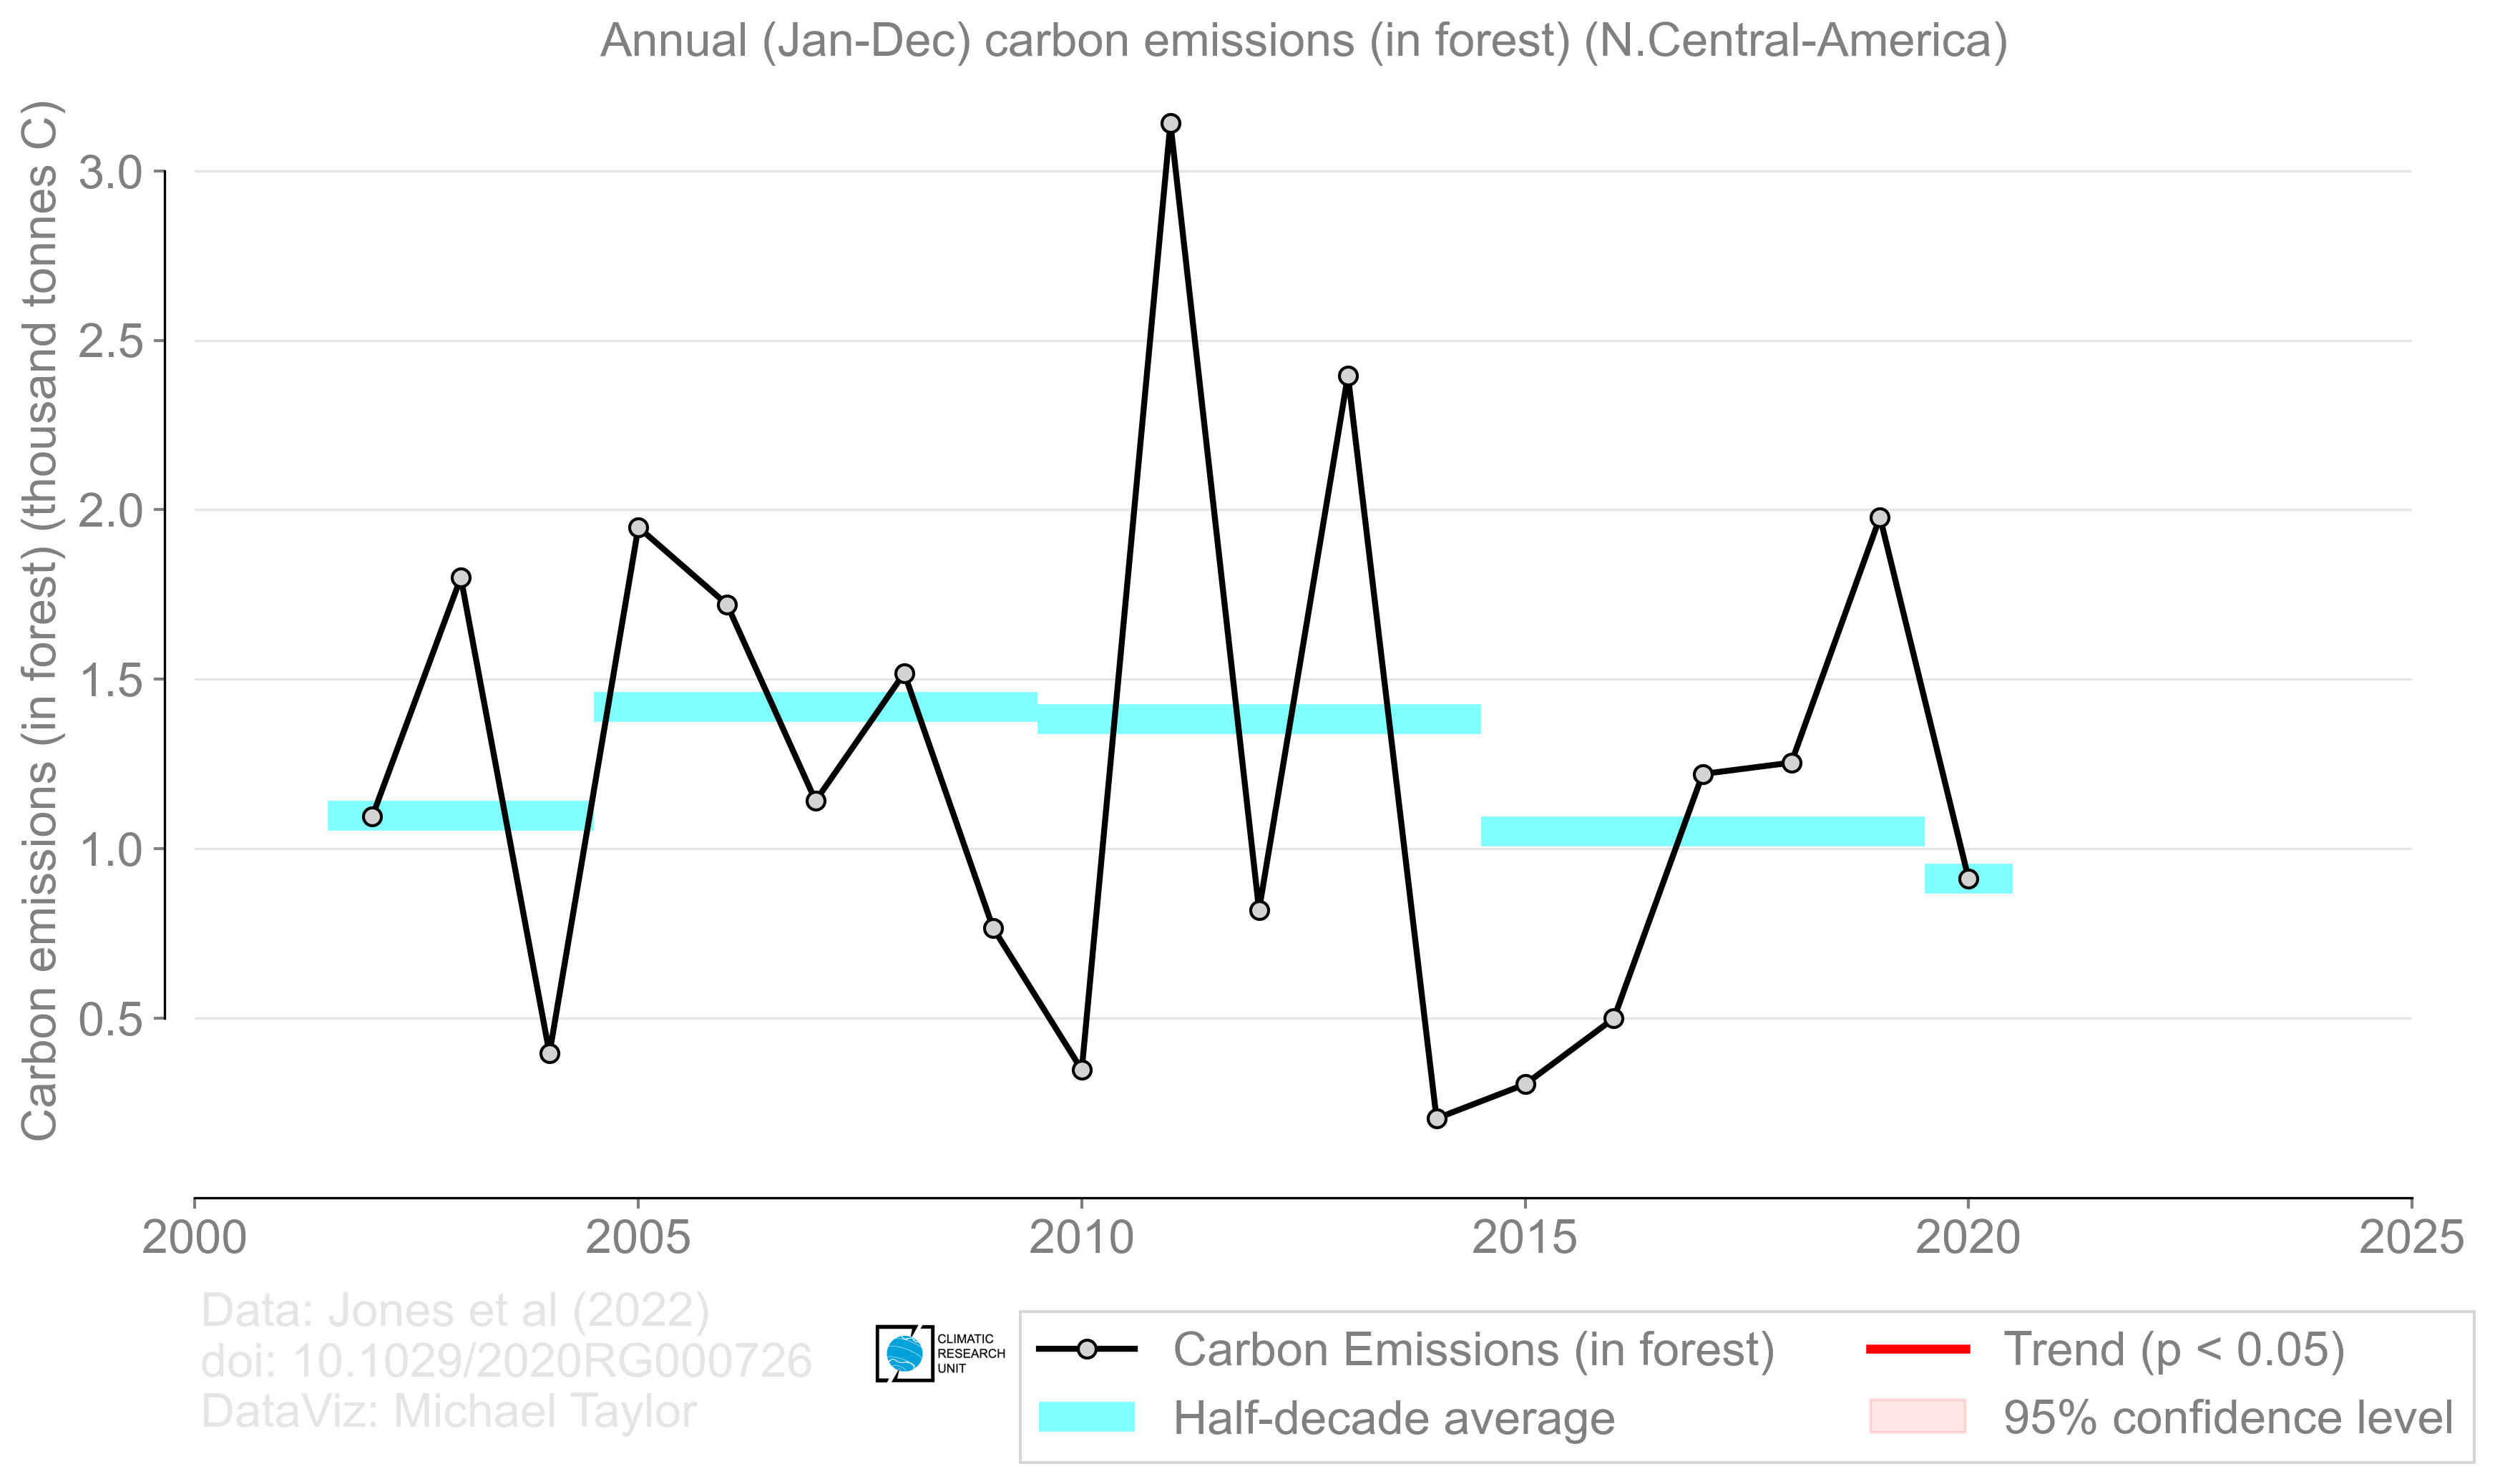 Annual (Jan-Dec) carbon emissions (in forest) (N.Central-America)
Carbon emissions (in forest) (thousand tonnes C)
3.0
2.5
2.0
1.5
1.0
0.5
2000 2005 2010 2015 2020 2025
Data: Jones et al (2022)
doi: 10.1029/2020RG000726
DataViz: Michael Taylor
CLIMATIC
RESEARCH
UNIT
Carbon Emissions (in forest)
Half-decade average
Trend (p < 0.05)
95% confidence level